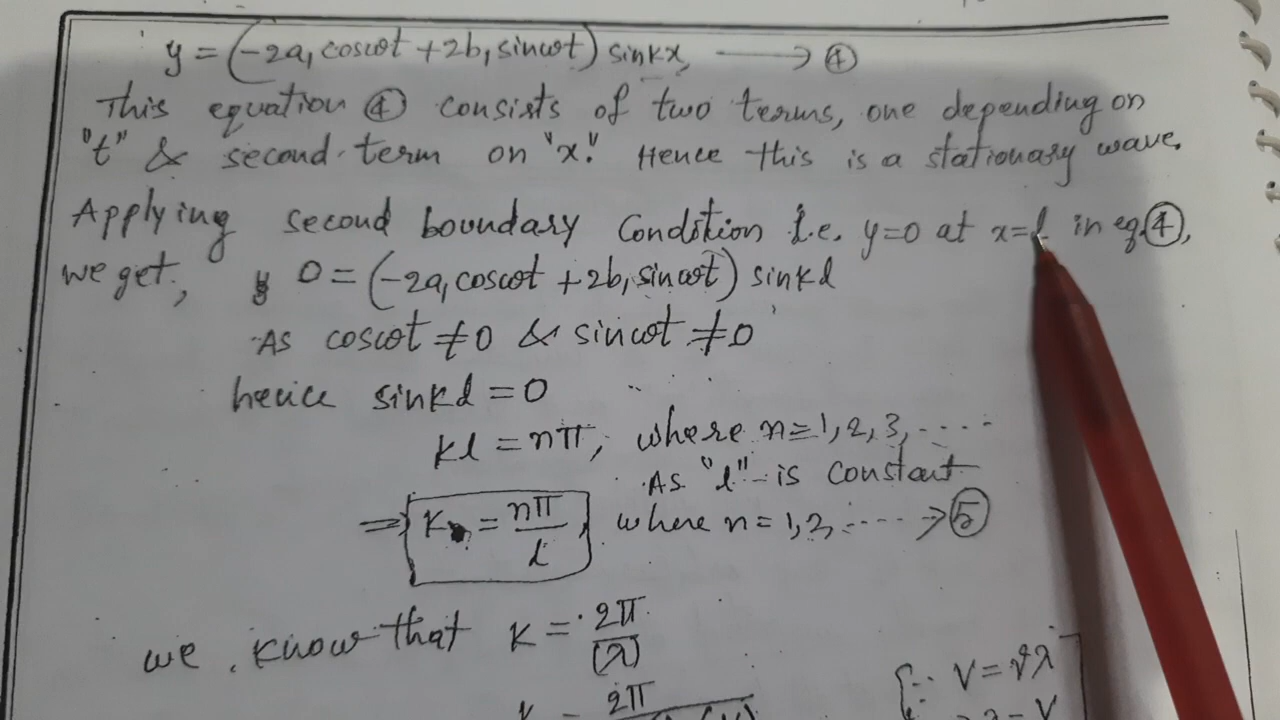 y = (-2a₁ cosωt + 2b₁ sinωt) sinkx, ⟶ ④
This equation ④ consists of two terms, one depending on
"t" & second term on "x". Hence this is a stationary wave.
Applying second boundary Condition i.e. y=0 at x=l in eq.④,
we get, 0 = (-2a₁ cosωt + 2b₁ sinωt) sinkl
As cosωt ≠ 0 & sinωt ≠ 0
hence sinkl = 0
kl = nπ, where n = 1, 2, 3, .....
As "l" is constant
⇒ K = nπ/l, where n = 1, 2, ..... → ⑤
we know that K = 2π/(λ)
K = 2π
∵ V = νλ